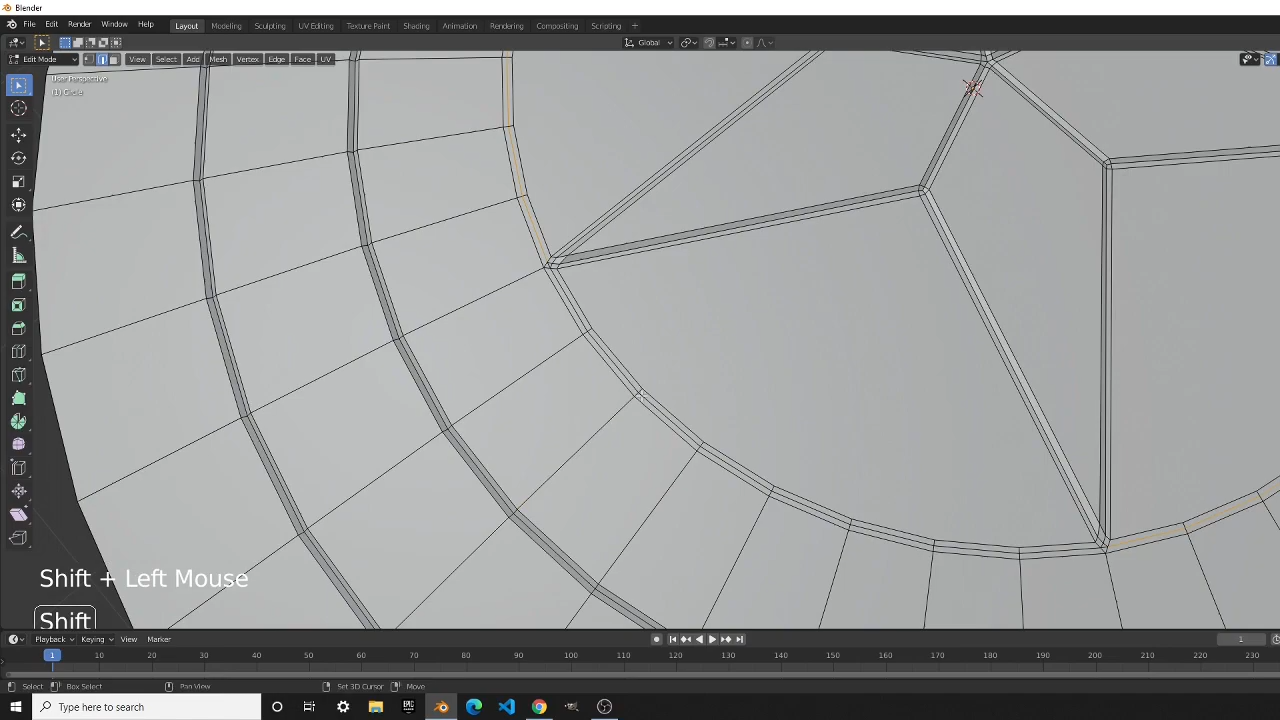 Blender
File Edit Render Window Help Layout Modeling Sculpting UV Editing Texture Paint Shading Animation Rendering Compositing Scripting +
Global
Edit Mode View Select Add Mesh Vertex Edge Face UV
User Perspective
(1) Circle
Shift + Left Mouse
Shift
Playback Keying View Marker 1
1 10 20 30 40 50 60 70 80 90 100 110 120 130 140 150 160 170 180 190 200 210 220 230
Select Box Select Pan View Set 3D Cursor Move
Type here to search